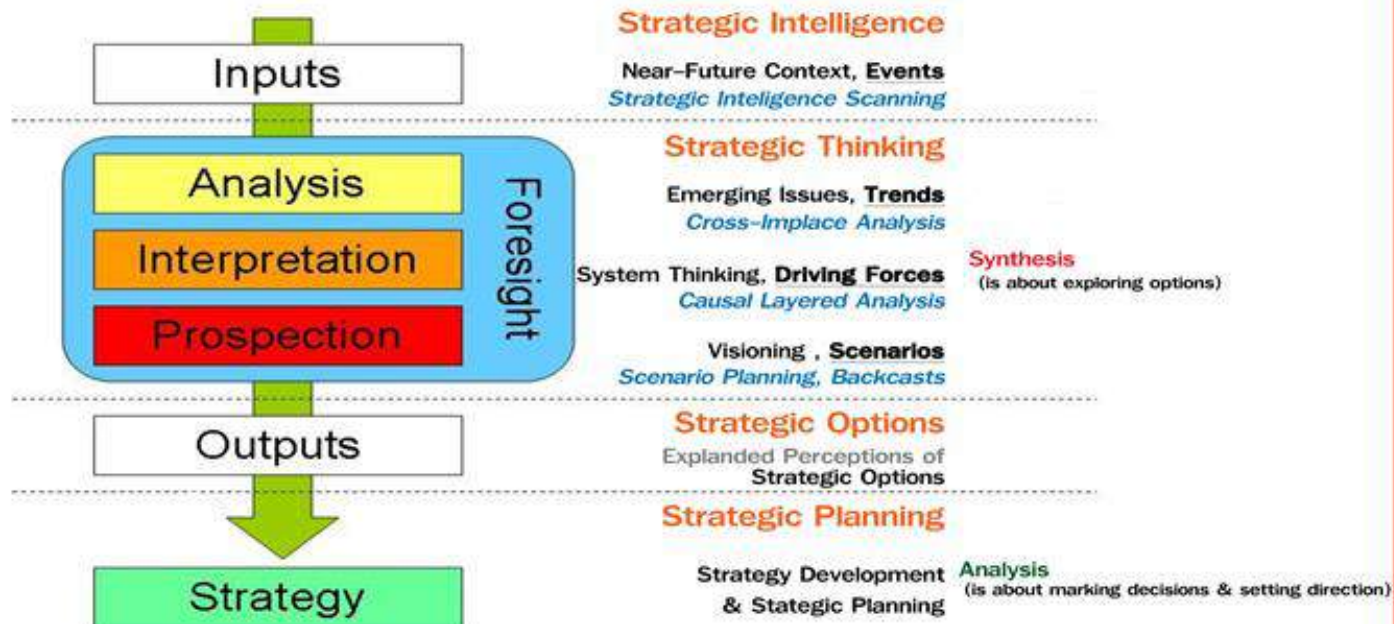 Inputs
Strategic Intelligence
Near-Future Context, Events
Strategic Inteligence Scanning
Analysis
Interpretation
Prospection
Foresight
Strategic Thinking
Emerging Issues, Trends
Cross-Implace Analysis
System Thinking, Driving Forces
Causal Layered Analysis
Synthesis
(is about exploring options)
Visioning , Scenarios
Scenario Planning, Backcasts
Outputs
Strategic Options
Explanded Perceptions of
Strategic Options
Strategy
Strategic Planning
Strategy Development
& Stategic Planning
Analysis
(is about marking decisions & setting direction)